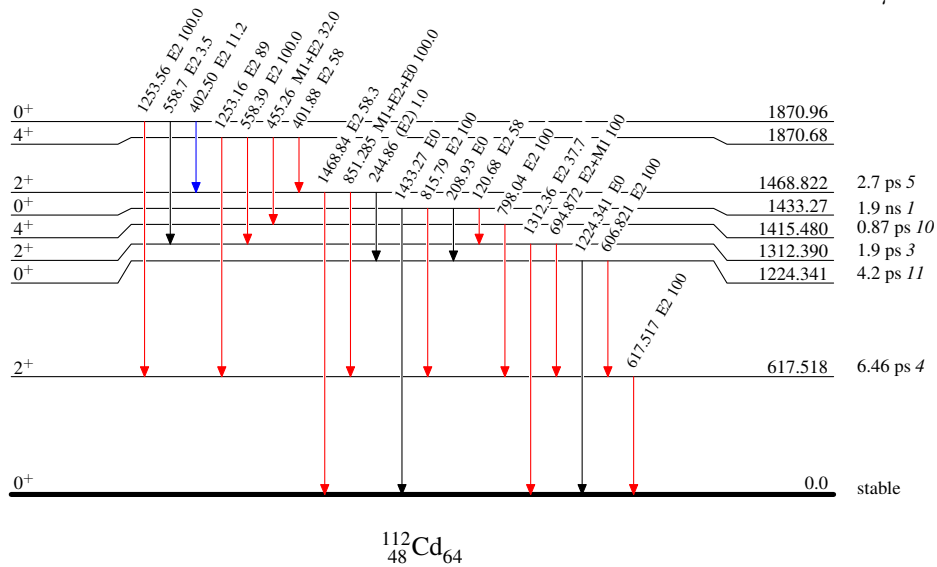 1253.56 E2 100.0
558.7 E2 3.5
402.50 E2 11.2
1253.16 E2 89
558.39 E2 100.0
455.26 M1+E2 32.0
401.88 E2 58
1468.84 E2 58.3
851.285 M1+E2+E0 100.0
244.86 (E2) 1.0
1433.27 E0
815.79 E2 100
208.93 E0
120.68 E2 58
798.04 E2 100
1312.36 E2 37.7
694.872 E2+M1 100
1224.341 E0
606.821 E2 100
617.517 E2 100
0⁺ 1870.96
4⁺ 1870.68
2⁺ 1468.822 2.7 ps 5
0⁺ 1433.27 1.9 ns 1
4⁺ 1415.480 0.87 ps 10
2⁺ 1312.390 1.9 ps 3
0⁺ 1224.341 4.2 ps 11
2⁺ 617.518 6.46 ps 4
0⁺ 0.0 stable
¹¹²₄₈Cd₆₄